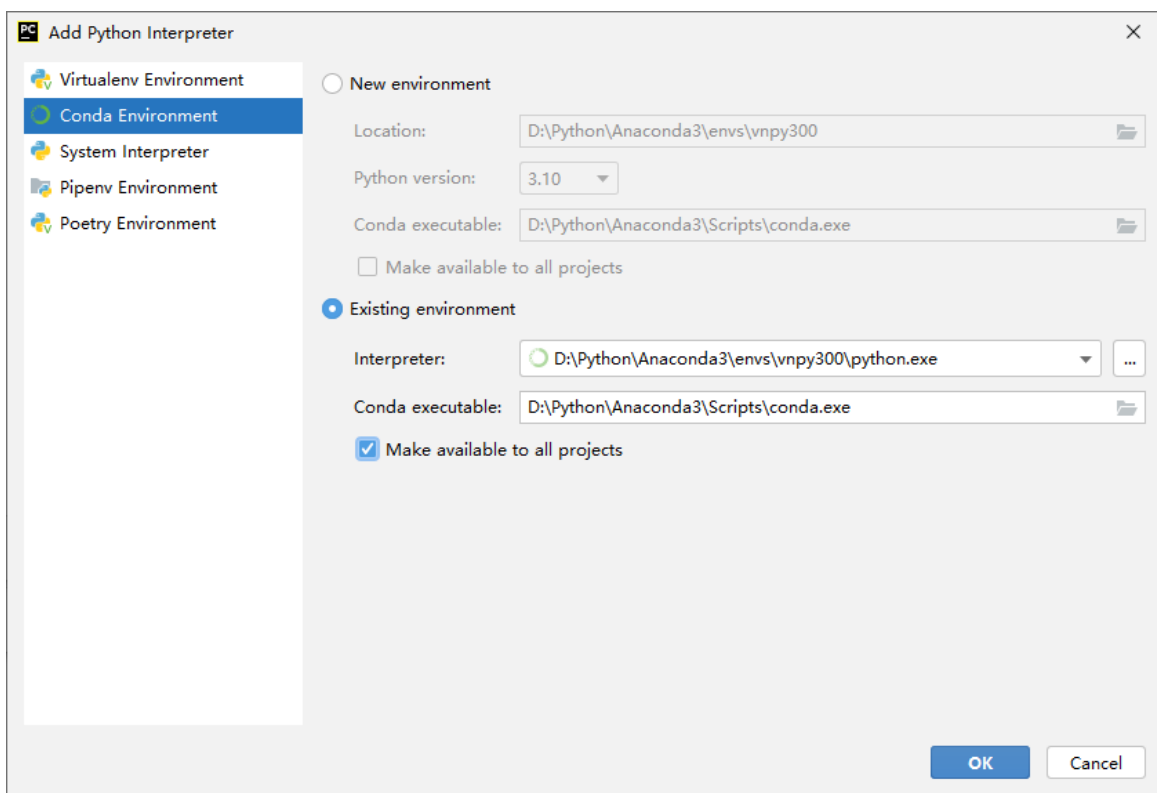 PC Add Python Interpreter
Virtualenv Environment
Conda Environment
System Interpreter
Pipenv Environment
Poetry Environment
New environment
Location: D:\Python\Anaconda3\envs\vnpy300
Python version: 3.10
Conda executable: D:\Python\Anaconda3\Scripts\conda.exe
Make available to all projects
Existing environment
Interpreter: D:\Python\Anaconda3\envs\vnpy300\python.exe ...
Conda executable: D:\Python\Anaconda3\Scripts\conda.exe
Make available to all projects
OK Cancel